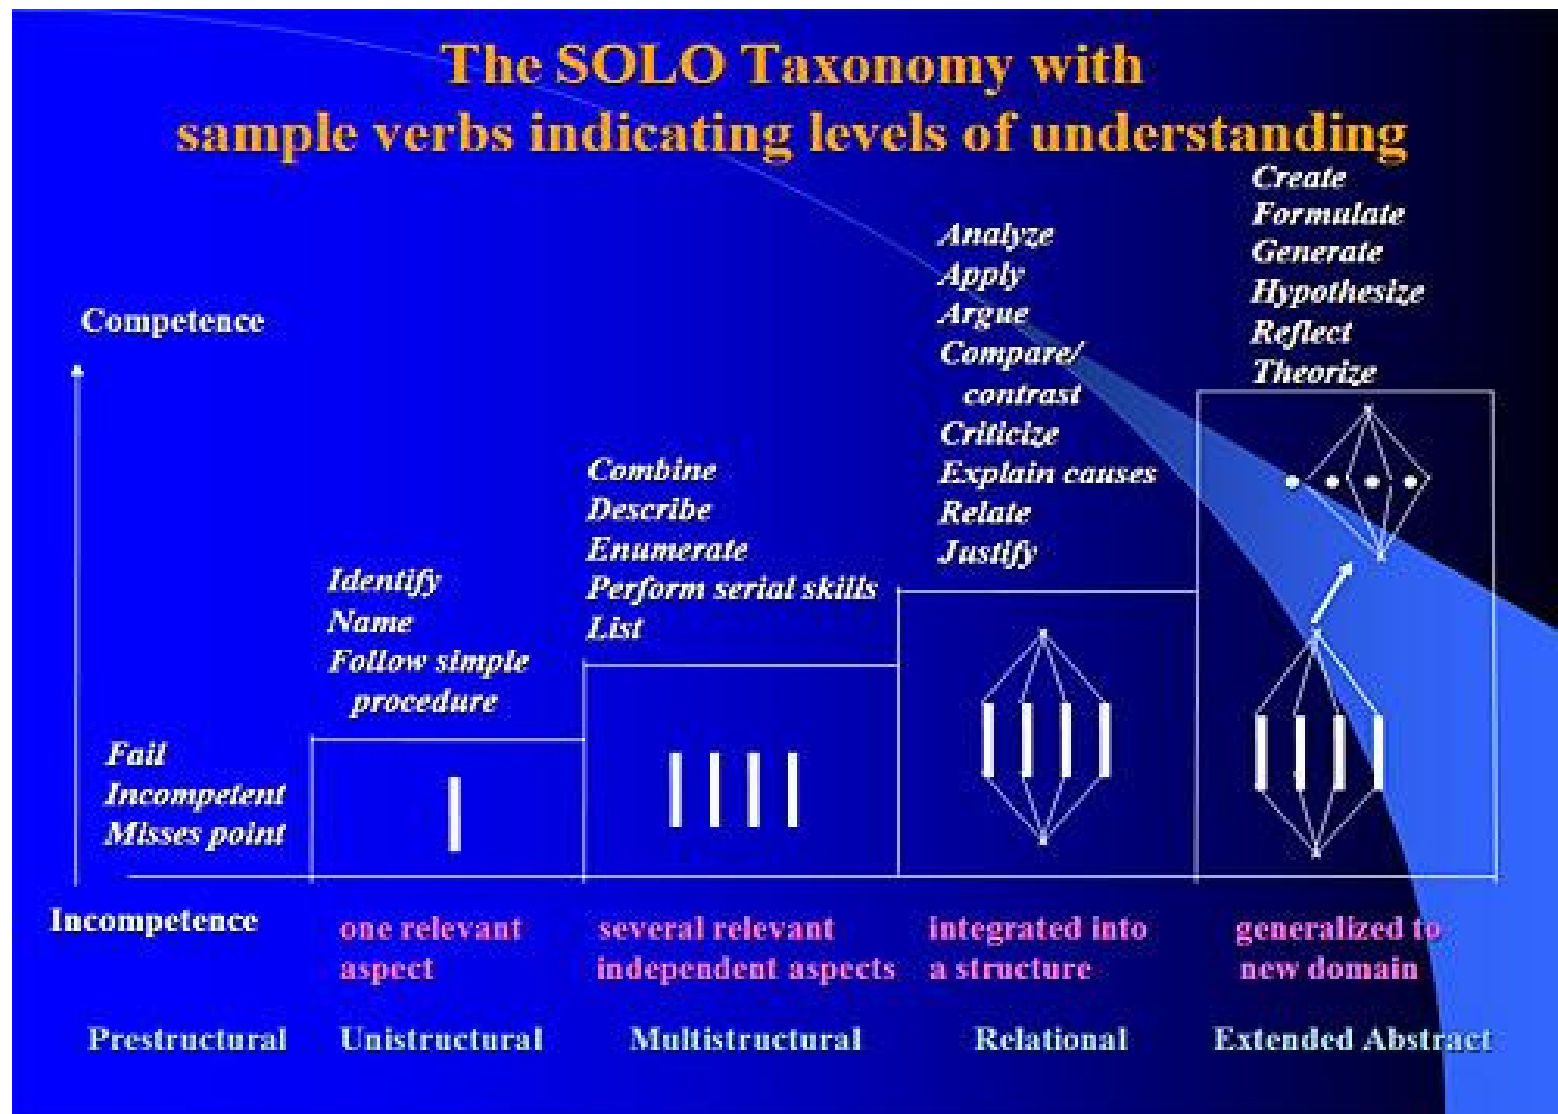 The SOLO Taxonomy with
sample verbs indicating levels of understanding
Competence
Fail
Incompetent
Misses point
Identify
Name
Follow simple
procedure
Combine
Describe
Enumerate
Perform serial skills
List
Analyze
Apply
Argue
Compare/
contrast
Criticize
Explain causes
Relate
Justify
Create
Formulate
Generate
Hypothesize
Reflect
Theorize
Incompetence
one relevant
aspect
several relevant
independent aspects
integrated into
a structure
generalized to
new domain
Prestructural
Unistructural
Multistructural
Relational
Extended Abstract